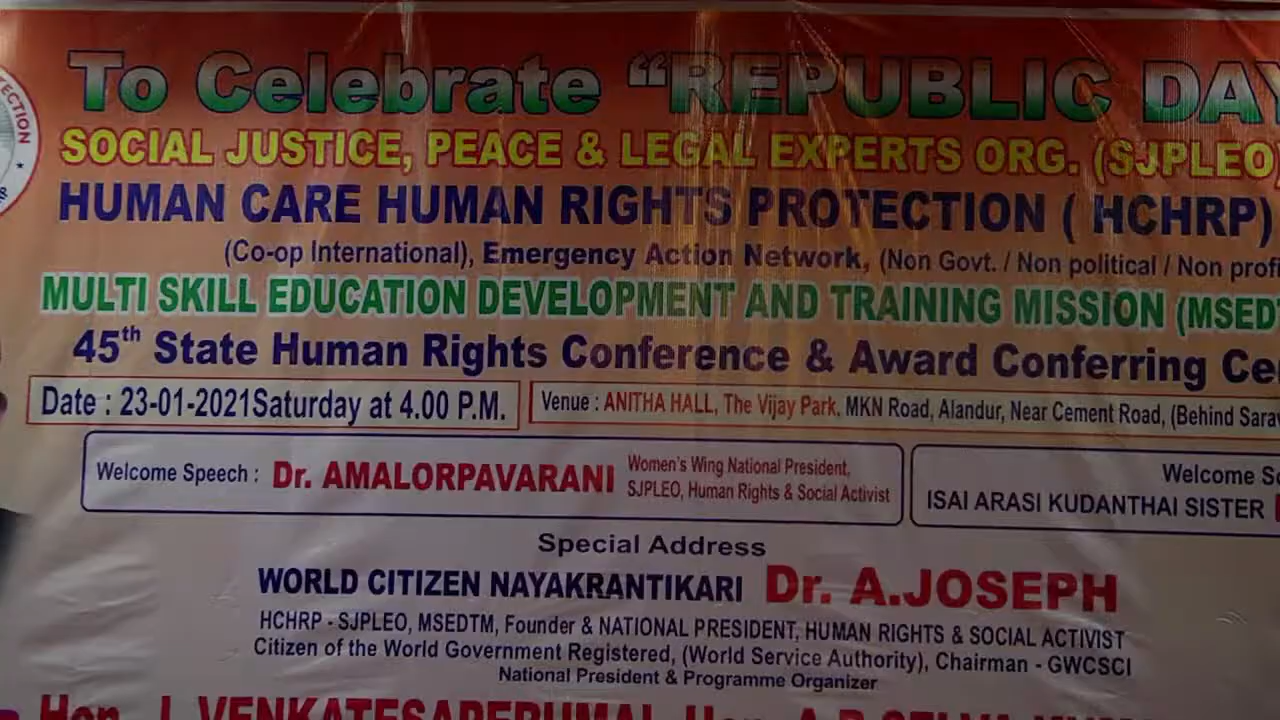 To Celebrate “REPUBLIC DAY
SOCIAL JUSTICE, PEACE & LEGAL EXPERTS ORG. (SJPLEO)
HUMAN CARE HUMAN RIGHTS PROTECTION ( HCHRP)
(Co-op International), Emergency Action Network, (Non Govt. / Non political / Non profi
MULTI SKILL EDUCATION DEVELOPMENT AND TRAINING MISSION (MSED
45th State Human Rights Conference & Award Conferring Ce
Date : 23-01-2021Saturday at 4.00 P.M.
Venue : ANITHA HALL, The Vijay Park, MKN Road, Alandur, Near Cement Road, (Behind Sarav
Welcome Speech : Dr. AMALORPAVARANI
Women's Wing National President,
SJPLEO, Human Rights & Social Activist
Welcome So
ISAI ARASI KUDANTHAI SISTER
Special Address
WORLD CITIZEN NAYAKRANTIKARI Dr. A.JOSEPH
HCHRP - SJPLEO, MSEDTM, Founder & NATIONAL PRESIDENT, HUMAN RIGHTS & SOCIAL ACTIVIST
Citizen of the World Government Registered, (World Service Authority), Chairman - GWCSCI
National President & Programme Organizer